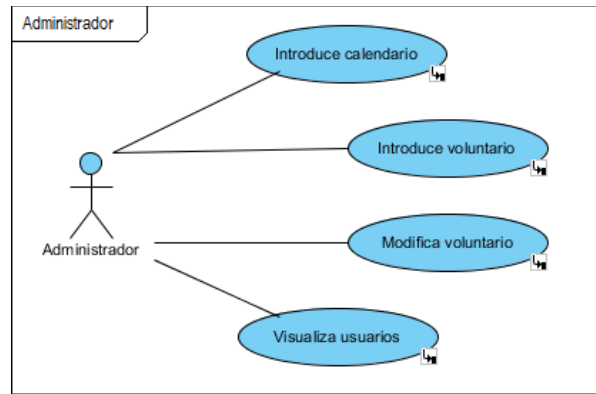 Administrador
Introduce calendario
Introduce voluntario
Administrador
Modifica voluntario
Visualiza usuarios